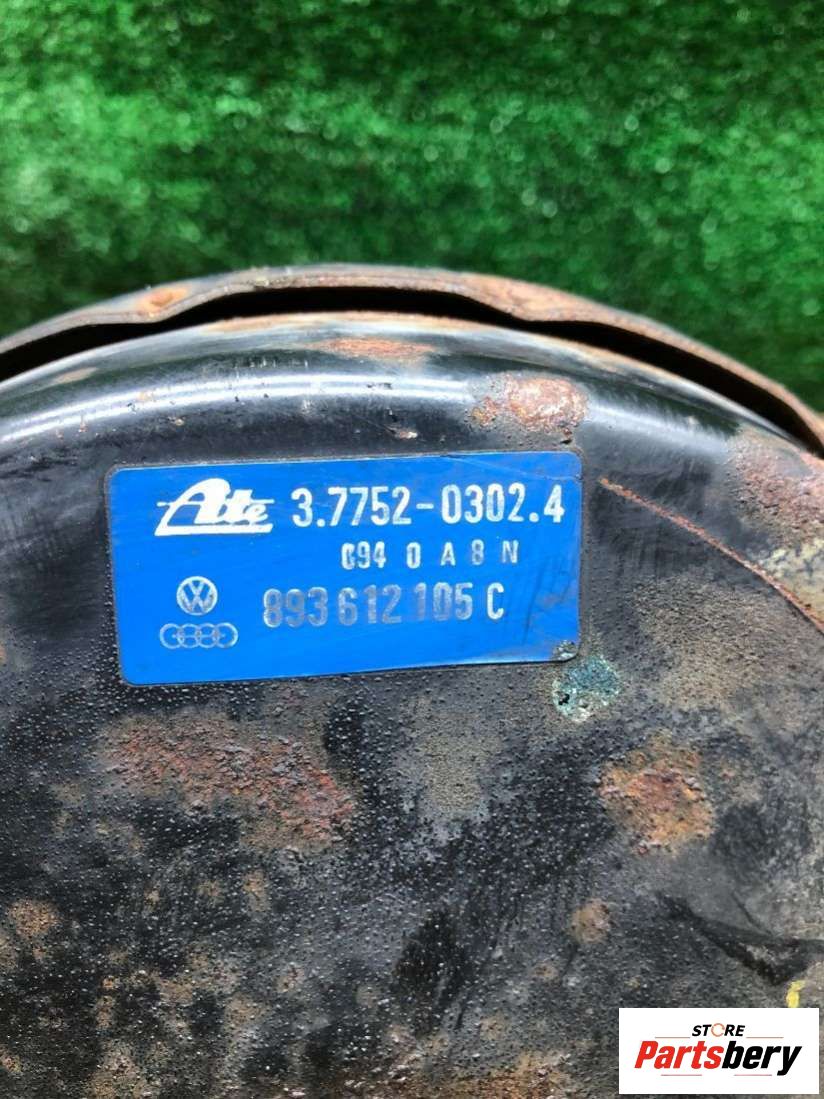 Ate 3.7752-0302.4
094 0 A 8 N
893 612 105 C
STORE
Partsbery